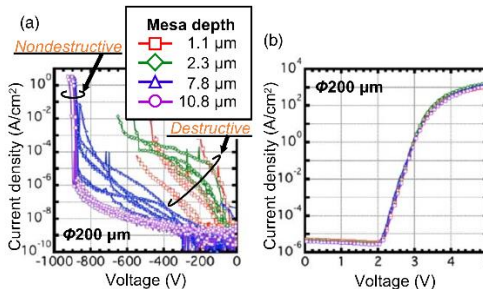 (a)
Nondestructive
Mesa depth
1.1 μm
2.3 μm
7.8 μm
10.8 μm
Destructive
Current density (A/cm²)
10⁰
10⁻²
10⁻⁴
10⁻⁶
10⁻⁸
10⁻¹⁰
Φ200 μm
-1000 -800 -600 -400 -200 0
Voltage (V)
(b)
Φ200 μm
Current density (A/cm²)
10⁴
10²
10⁰
10⁻²
10⁻⁴
10⁻⁶
0 1 2 3 4 5
Voltage (V)